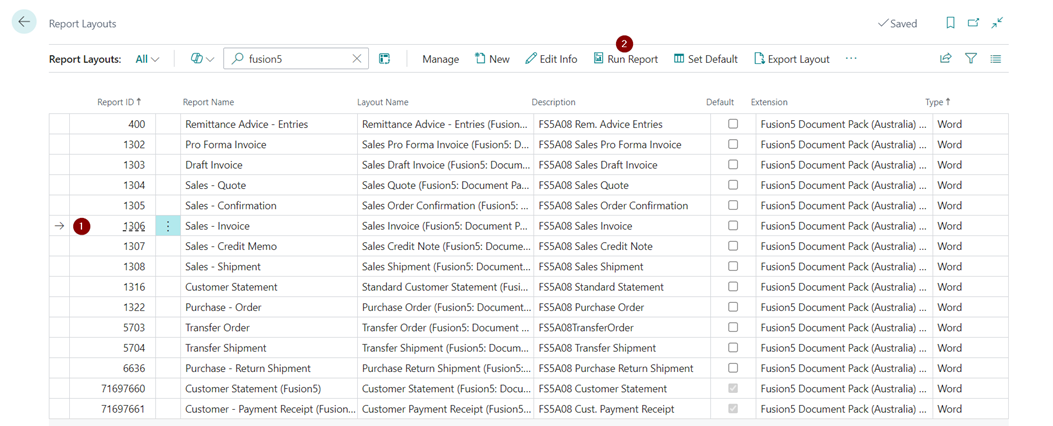 Report Layouts
Saved
Report Layouts: All fusion5 Manage New Edit Info 2 Run Report Set Default Export Layout ...
Report ID ↑ Report Name Layout Name Description Default Extension Type ↑
400 Remittance Advice - Entries Remittance Advice - Entries (Fusion... FS5A08 Rem. Advice Entries Fusion5 Document Pack (Australia) ... Word
1302 Pro Forma Invoice Sales Pro Forma Invoice (Fusion5: D... FS5A08 Sales Pro Forma Invoice Fusion5 Document Pack (Australia) ... Word
1303 Draft Invoice Sales Draft Invoice (Fusion5: Docum... FS5A08 Sales Draft Invoice Fusion5 Document Pack (Australia) ... Word
1304 Sales - Quote Sales Quote (Fusion5: Document Pa... FS5A08 Sales Quote Fusion5 Document Pack (Australia) ... Word
1305 Sales - Confirmation Sales Order Confirmation (Fusion5: ... FS5A08 Sales Order Confirmation Fusion5 Document Pack (Australia) ... Word
1 1306 Sales - Invoice Sales Invoice (Fusion5: Document P... FS5A08 Sales Invoice Fusion5 Document Pack (Australia) ... Word
1307 Sales - Credit Memo Sales Credit Note (Fusion5: Docume... FS5A08 Sales Credit Note Fusion5 Document Pack (Australia) ... Word
1308 Sales - Shipment Sales Shipment (Fusion5: Document... FS5A08 Sales Shipment Fusion5 Document Pack (Australia) ... Word
1316 Customer Statement Standard Customer Statement (Fusi... FS5A08 Standard Statement Fusion5 Document Pack (Australia) ... Word
1322 Purchase - Order Purchase Order (Fusion5: Document... FS5A08 Purchase Order Fusion5 Document Pack (Australia) ... Word
5703 Transfer Order Transfer Order (Fusion5: Document ... FS5A08TransferOrder Fusion5 Document Pack (Australia) ... Word
5704 Transfer Shipment Transfer Shipment (Fusion5: Docum... FS5A08 Transfer Shipment Fusion5 Document Pack (Australia) ... Word
6636 Purchase - Return Shipment Purchase Return Shipment (Fusion5:... FS5A08 Purchase Return Shipment Fusion5 Document Pack (Australia) ... Word
71697660 Customer Statement (Fusion5) Customer Statement (Fusion5: Docu... FS5A08 Customer Statement Fusion5 Document Pack (Australia) ... Word
71697661 Customer - Payment Receipt (Fusion... Customer Payment Receipt (Fusion5... FS5A08 Cust. Payment Receipt Fusion5 Document Pack (Australia) ... Word